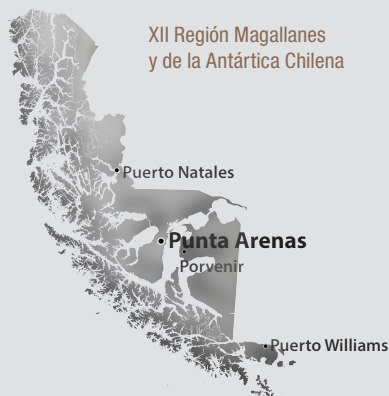 XII Región Magallanes
y de la Antártica Chilena
Puerto Natales
Punta Arenas
Porvenir
Puerto Williams